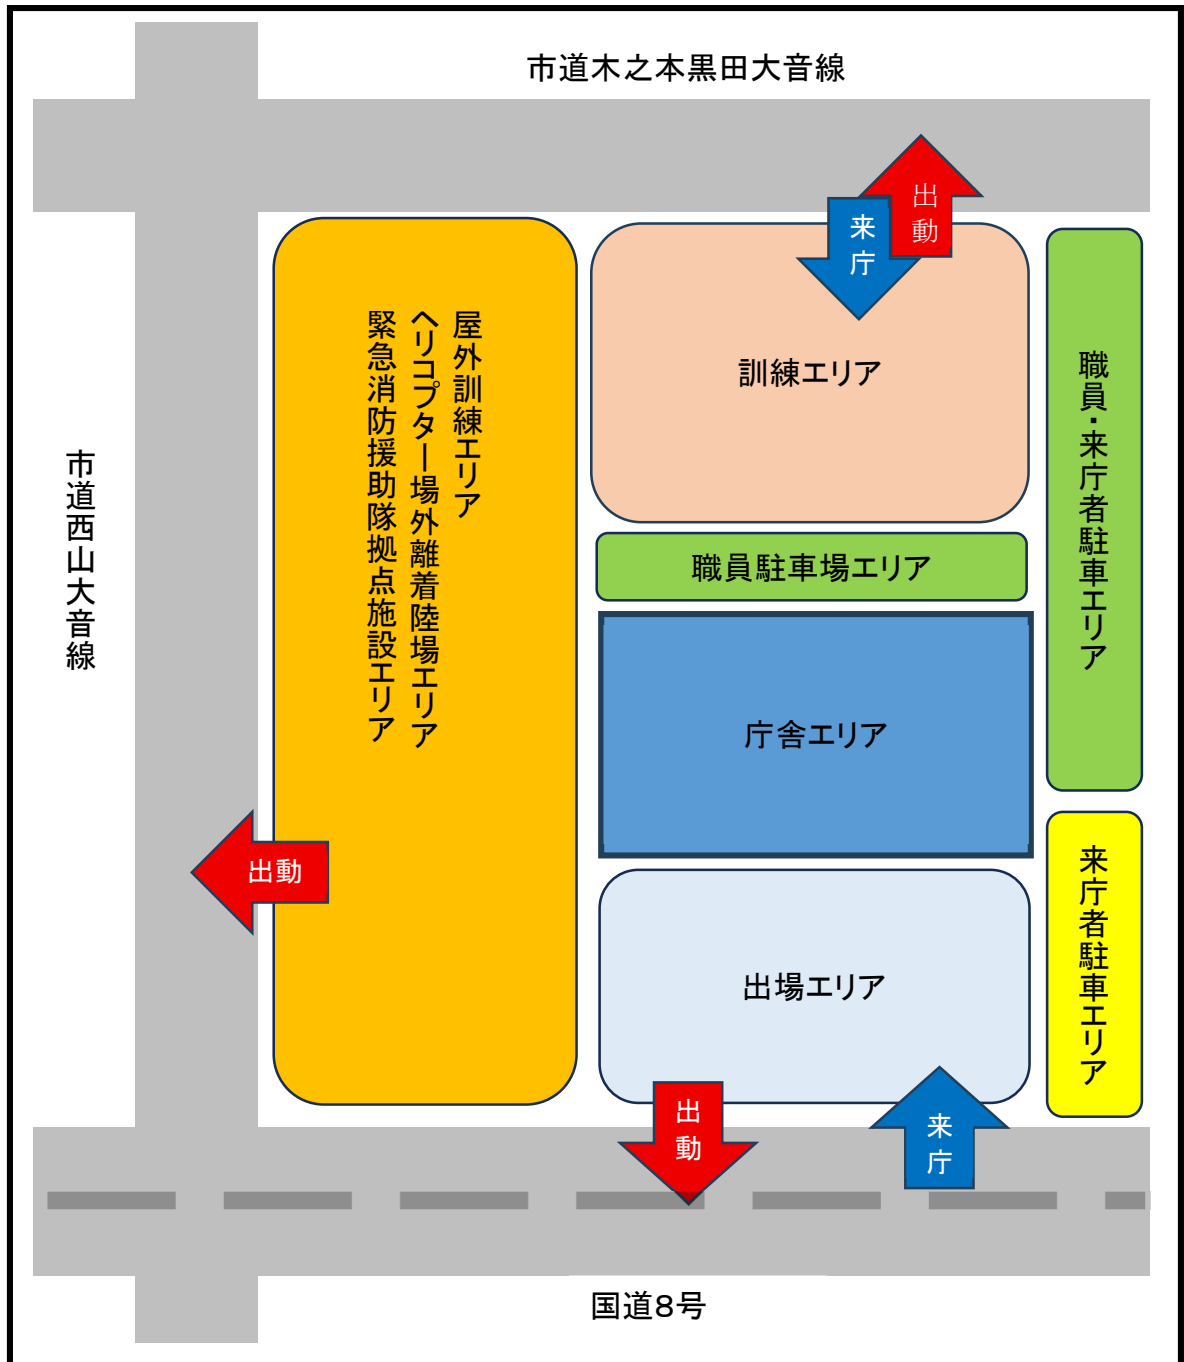 市道木之本黒田大音線
出動
来庁
屋外訓練エリア
ヘリコプター場外離着陸場エリア
緊急消防援助隊拠点施設エリア
訓練エリア
職員・来庁者駐車エリア
市道西山大音線
職員駐車場エリア
庁舎エリア
出動
来庁者駐車エリア
出場エリア
出動
来庁
国道8号